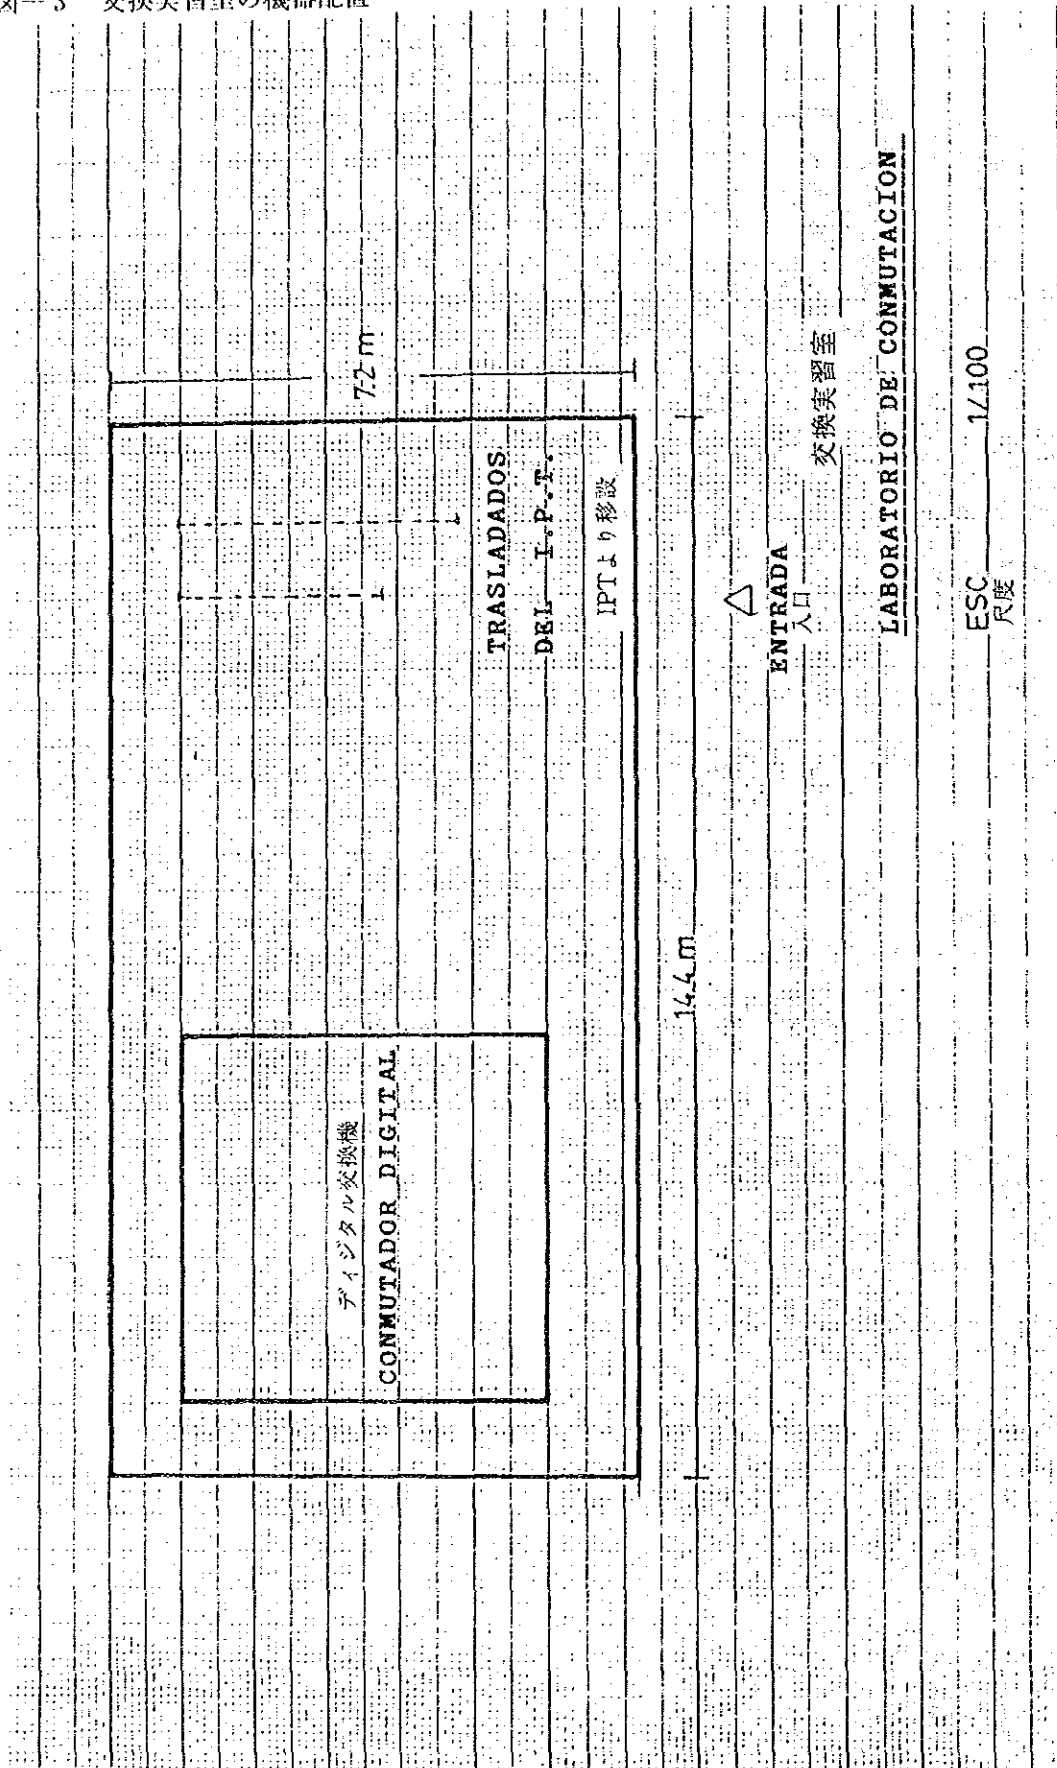 図-3 交換実習室の機器配置
7.2 m
TRASLADADOS
DEL I.P.T.
IPTより移設
ディジタル交換機
CONMUTADOR DIGITAL
14.4 m
ENTRADA
入口
交換実習室
LABORATORIO DE CONMUTACION
ESC 1/100
尺度